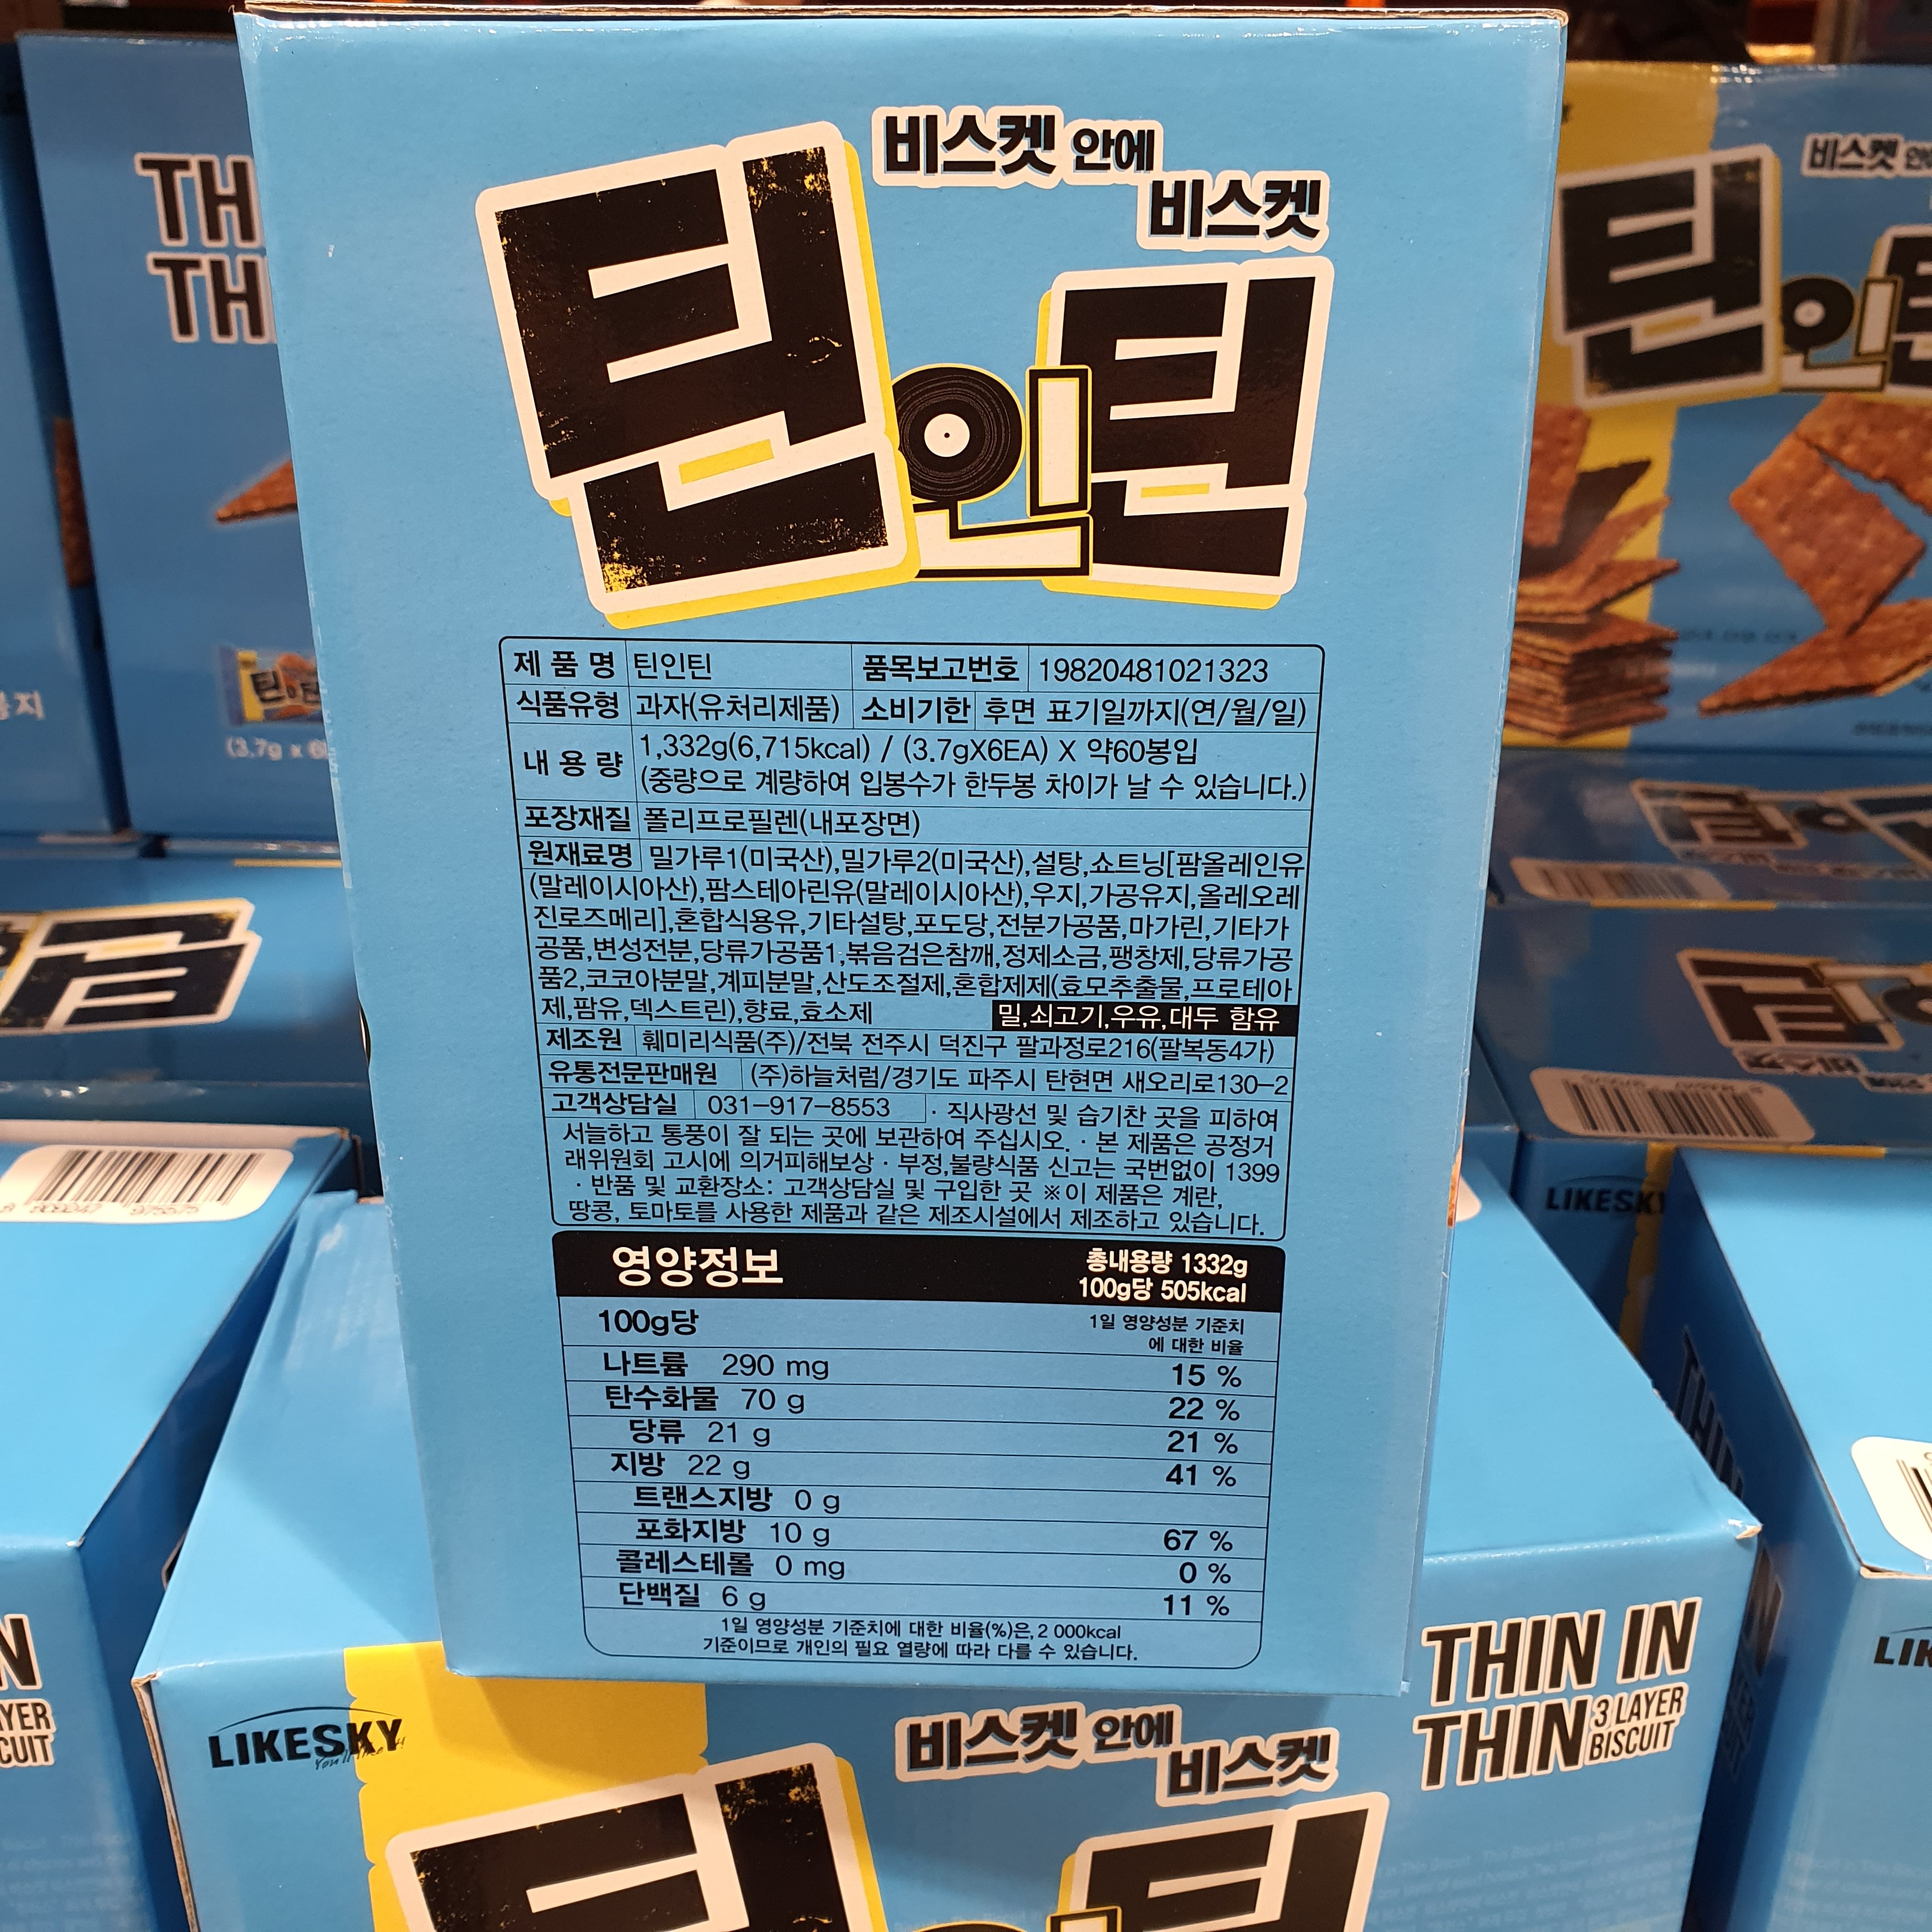 비스켓 안에
비스켓
틴인틴
제 품 명 틴인틴 품목보고번호 19820481021323
식품유형 과자(유처리제품) 소비기한 후면 표기일까지(연/월/일)
내 용 량 1,332g(6,715kcal) / (3.7gX6EA) X 약60봉입
(중량으로 계량하여 입봉수가 한두봉 차이가 날 수 있습니다.)
포장재질 폴리프로필렌(내포장면)
원재료명 밀가루1(미국산),밀가루2(미국산),설탕,쇼트닝[팜올레인유
(말레이시아산),팜스테아린유(말레이시아산),우지,가공유지,올레오레
진로즈메리],혼합식용유,기타설탕,포도당,전분가공품,마가린,기타가
공품,변성전분,당류가공품1,볶음검은참깨,정제소금,팽창제,당류가공
품2,코코아분말,계피분말,산도조절제,혼합제제(효모추출물,프로테아
제,팜유,덱스트린),향료,효소제 밀,쇠고기,우유,대두 함유
제조원 훼미리식품(주)/전북 전주시 덕진구 팔과정로216(팔복동4가)
유통전문판매원 (주)하늘처럼/경기도 파주시 탄현면 새오리로130-2
고객상담실 031-917-8553 · 직사광선 및 습기찬 곳을 피하여
서늘하고 통풍이 잘 되는 곳에 보관하여 주십시오. · 본 제품은 공정거
래위원회 고시에 의거피해보상 · 부정,불량식품 신고는 국번없이 1399
· 반품 및 교환장소: 고객상담실 및 구입한 곳 ※이 제품은 계란,
땅콩, 토마토를 사용한 제품과 같은 제조시설에서 제조하고 있습니다.
영양정보 총내용량 1332g
100g당 505kcal
100g당 1일 영양성분 기준치
에 대한 비율
나트륨 290 mg 15 %
탄수화물 70 g 22 %
당류 21 g 21 %
지방 22 g 41 %
트랜스지방 0 g
포화지방 10 g 67 %
콜레스테롤 0 mg 0 %
단백질 6 g 11 %
1일 영양성분 기준치에 대한 비율(%)은, 2 000kcal
기준이므로 개인의 필요 열량에 따라 다를 수 있습니다.
LIKESKY
비스켓 안에
비스켓
THIN IN
THIN 3 LAYER
BISCUIT
틴인틴
LIKESKY